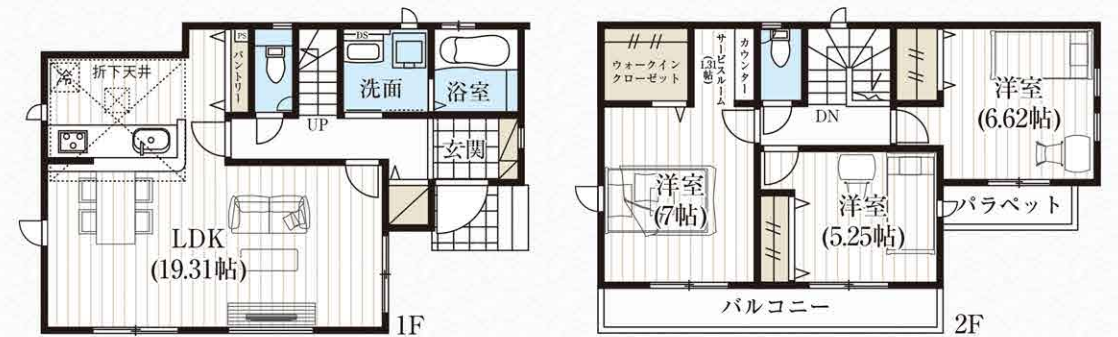 PS
パントリー
冷
折下天井
DS
洗面
浴室
UP
玄関
LDK
(19.31帖)
1F
ウォークイン
クローゼット
サービスルーム
(1.31帖)
カウンター
DN
洋室
(6.62帖)
洋室
(7帖)
洋室
(5.25帖)
パラペット
バルコニー
2F